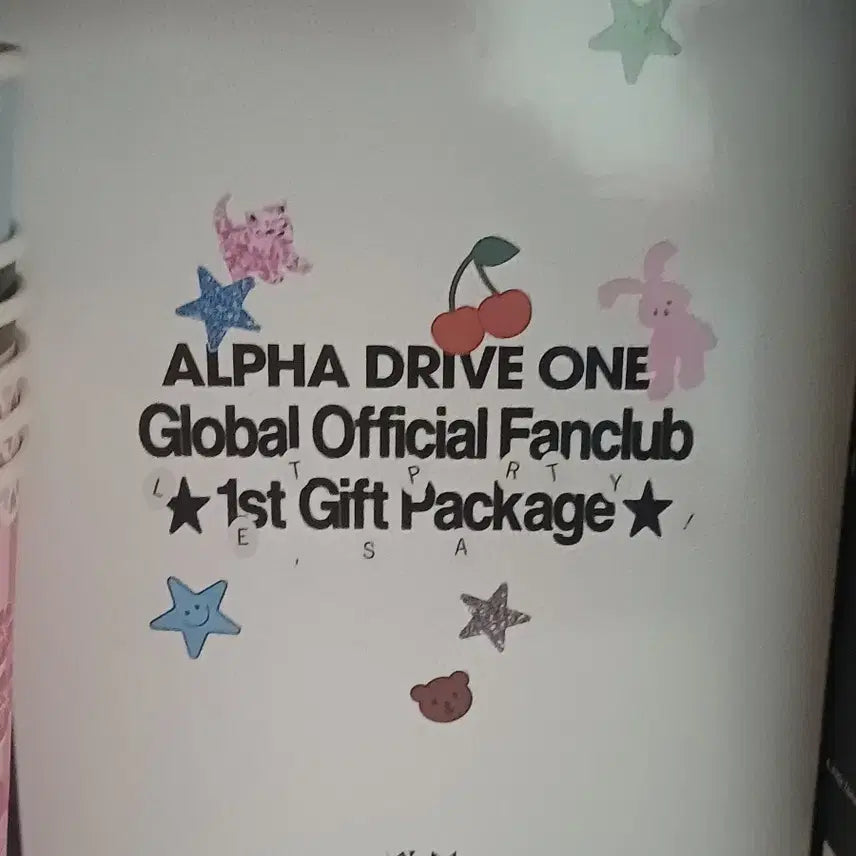 ALPHA DRIVE ONE
Global Official Fanclub
★1st Gift Package★
L E T ' S P A R T Y !